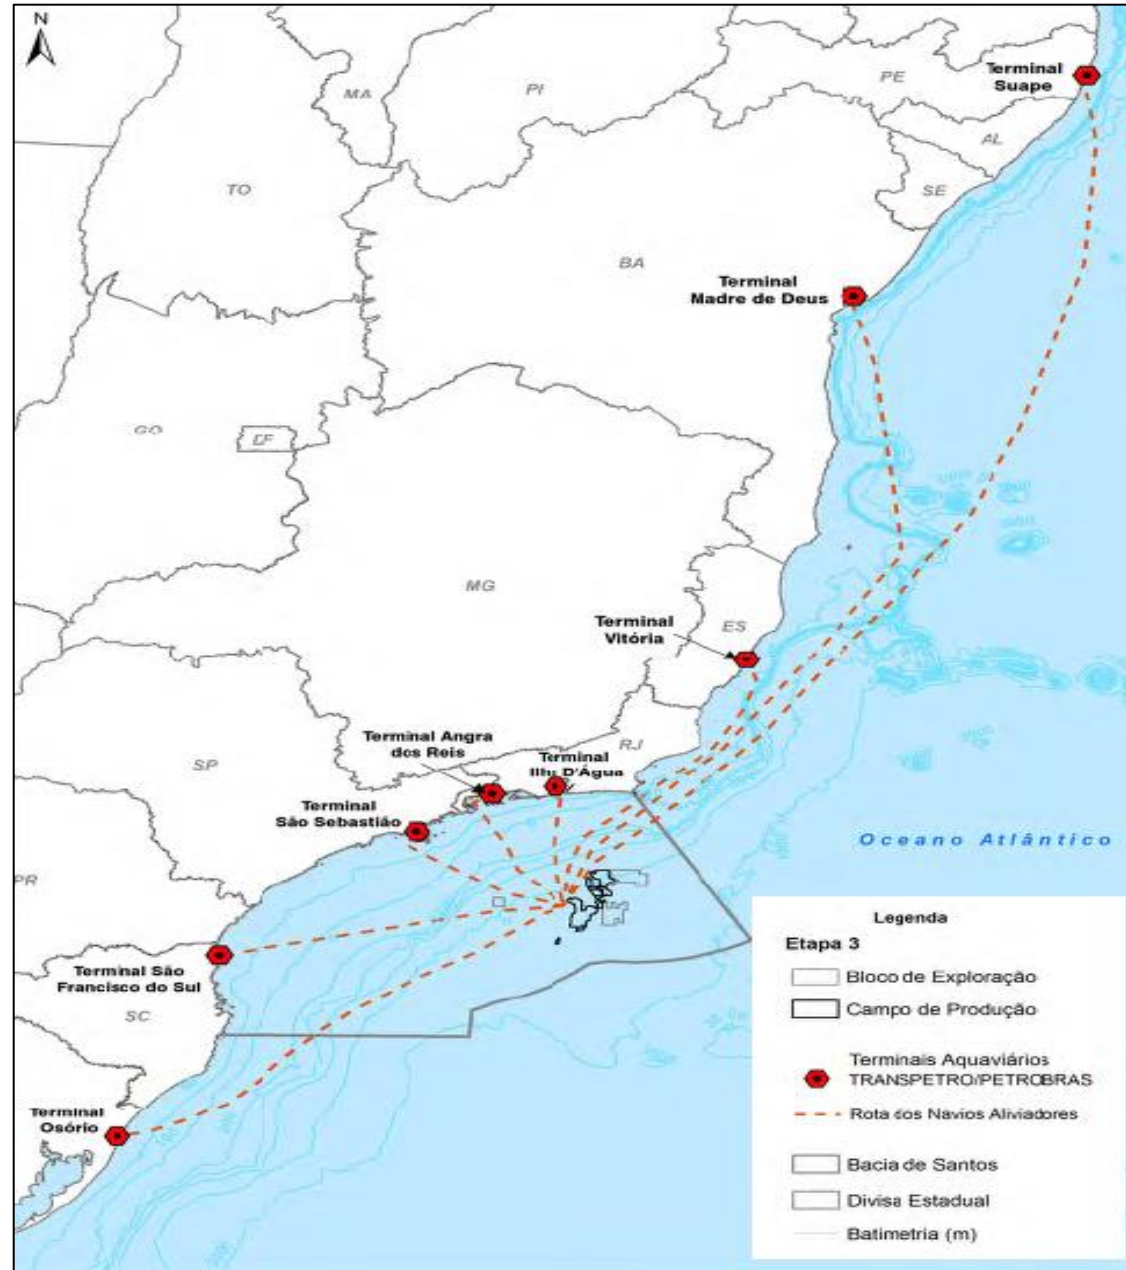 N
Terminal
Suape
PE
MA
PI
AL
TO
SE
BA
Terminal
Madre de Deus
GO
DF
MG
Terminal
Vitória
ES
Terminal Angra
dos Reis
RJ
Terminal
D'Água
SP
Terminal
São Sebastião
Oceano Atlântico
PR
Terminal São
Francisco do Sul
SC
Terminal
Osório
Legenda
Etapa 3
Bloco de Exploração
Campo de Produção
Terminais Aquaviários
TRANSPETRO/PETROBRAS
Rota dos Navios Aliviadores
Bacia de Santos
Divisa Estadual
Batimetria (m)